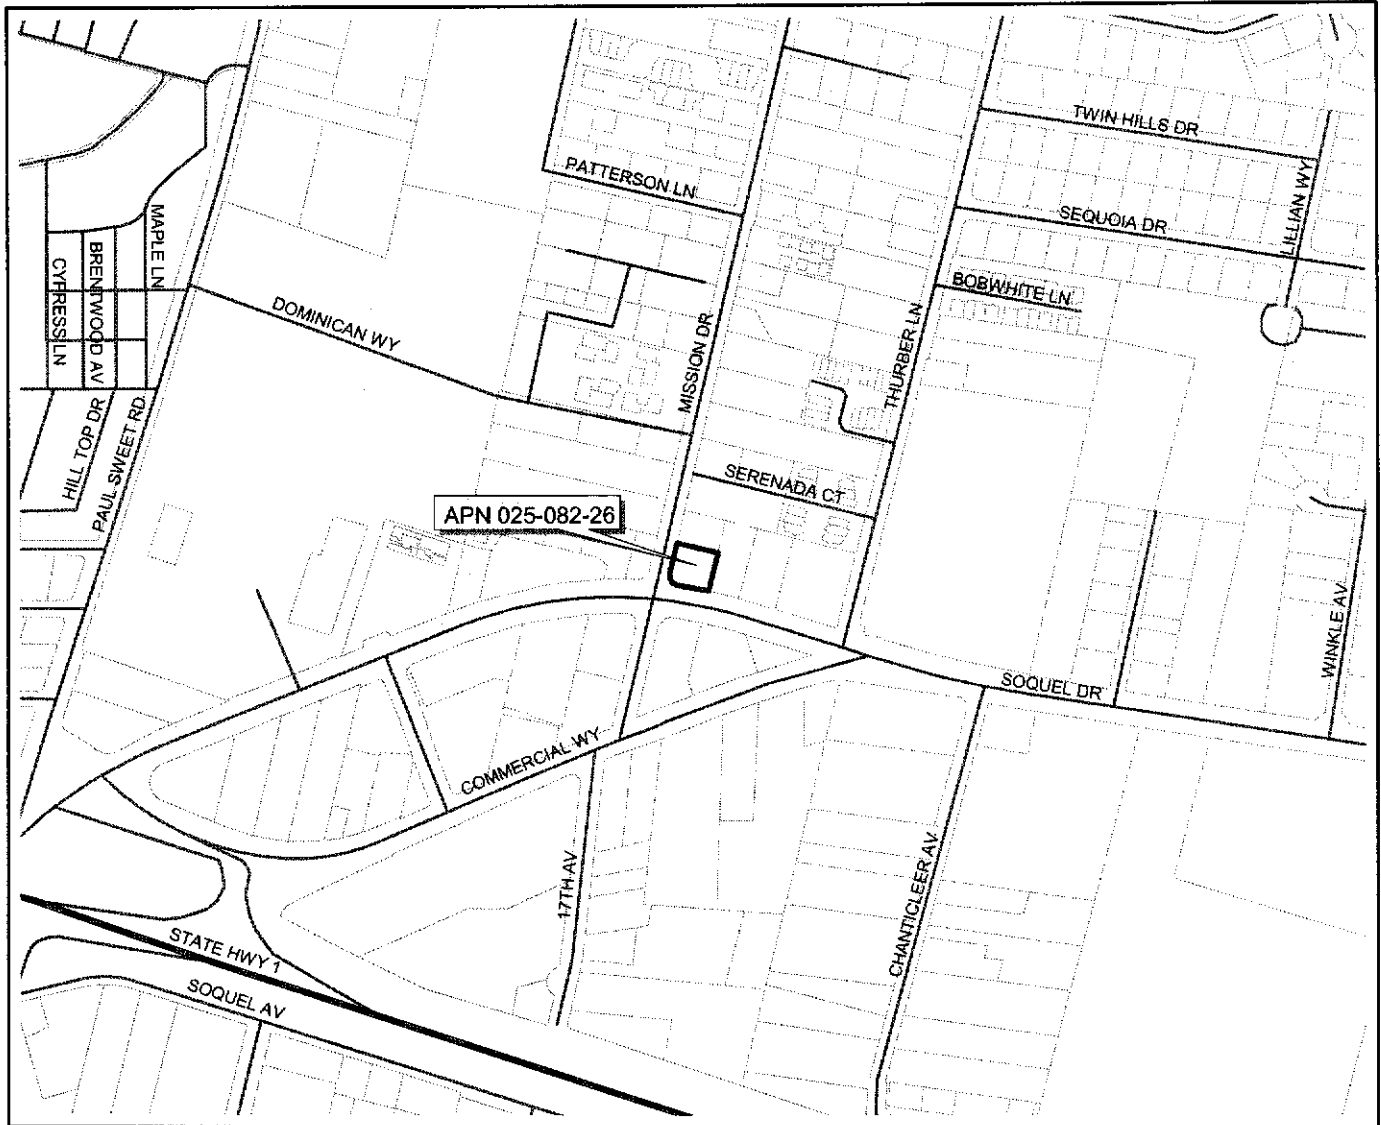 TWIN HILLS DR
PATTERSON LN
LILLIAN WY
SEQUOIA DR
MAPLE LN
BRENTWOOD AV
CYPRESS LN
BOBWHITE LN
DOMINICAN WY
MISSION DR
THURBER LN
HILL TOP DR
PAUL SWEET RD
SERENADA CT
APN 025-082-26
WINKLE AV
SOQUEL DR
COMMERCIAL WY
17TH AV
CHANTICLEER AV
STATE HWY 1
SOQUEL AV